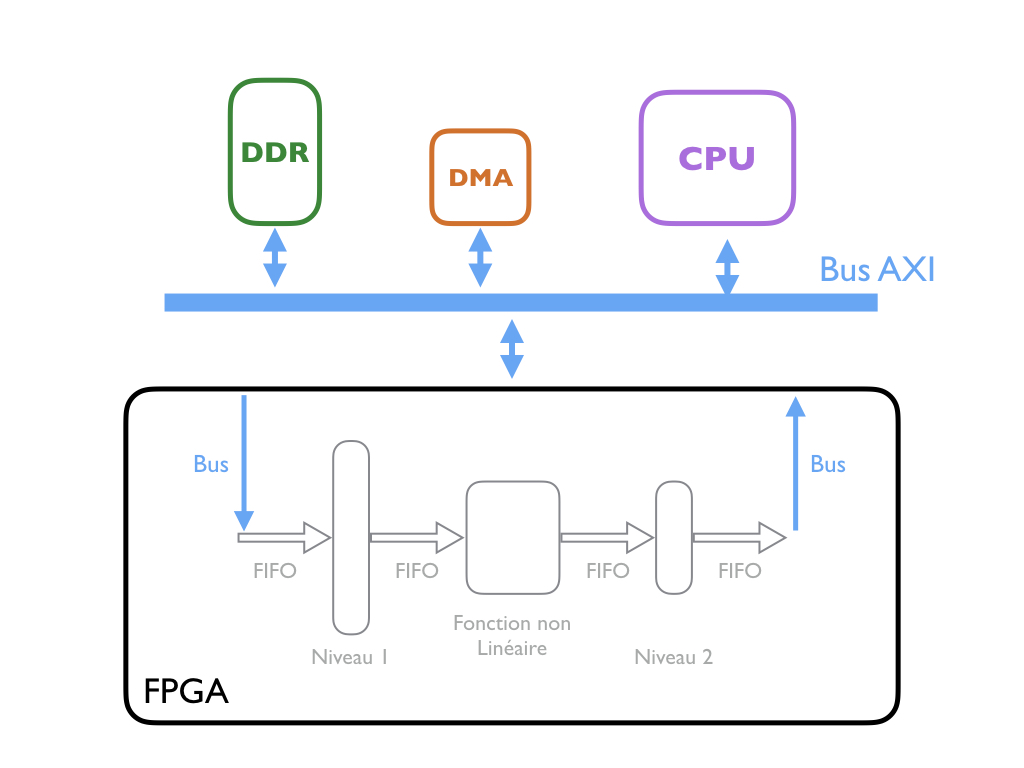 DDR
DMA
CPU
Bus AXI
Bus
Bus
FIFO
FIFO
FIFO
FIFO
Fonction non
Linéaire
Niveau 1
Niveau 2
FPGA